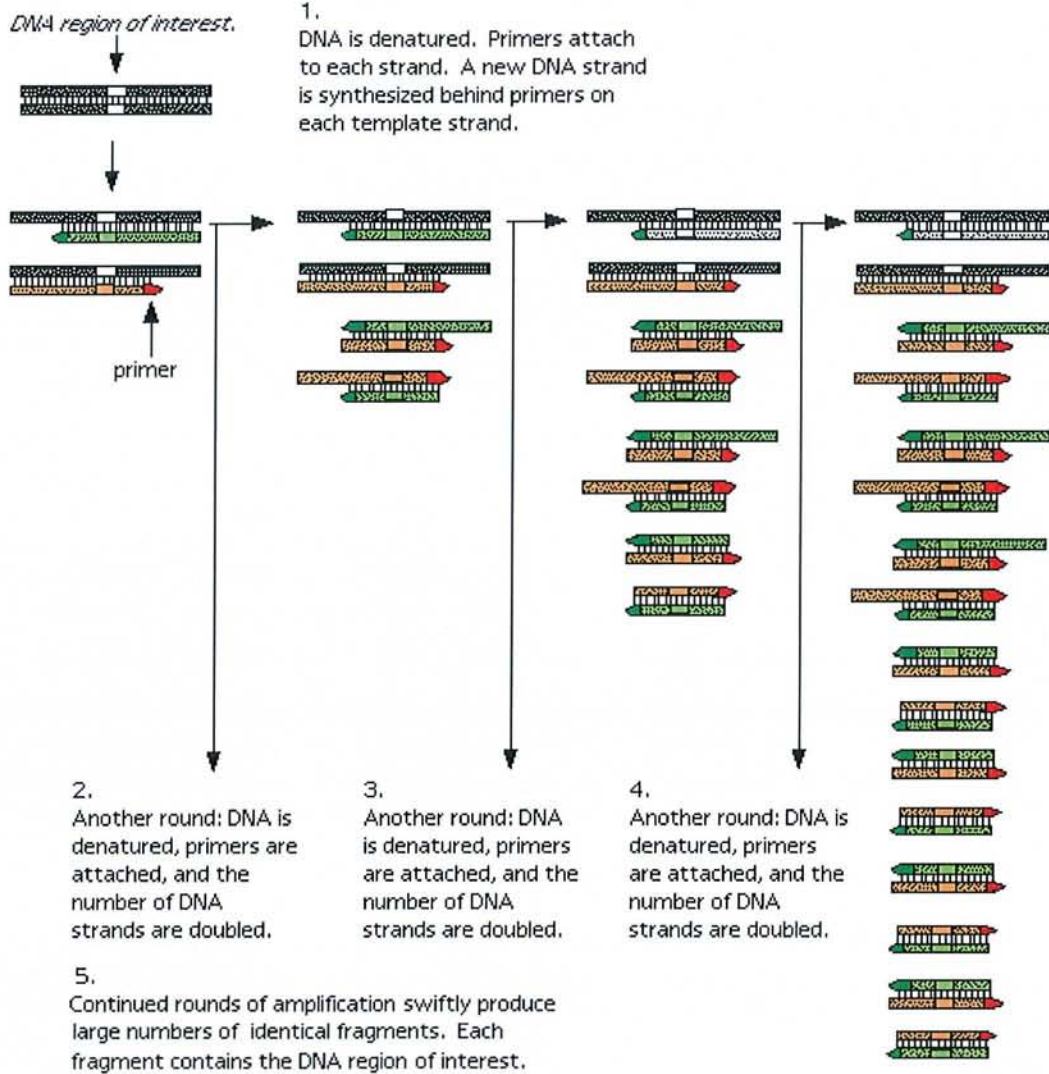 DNA region of interest.
1.
DNA is denatured. Primers attach
to each strand. A new DNA strand
is synthesized behind primers on
each template strand.
primer
2.
Another round: DNA is
denatured, primers are
attached, and the
number of DNA
strands are doubled.
3.
Another round: DNA
is denatured, primers
are attached, and the
number of DNA
strands are doubled.
4.
Another round: DNA is
denatured, primers
are attached, and the
number of DNA
strands are doubled.
5.
Continued rounds of amplification swiftly produce
large numbers of identical fragments. Each
fragment contains the DNA region of interest.